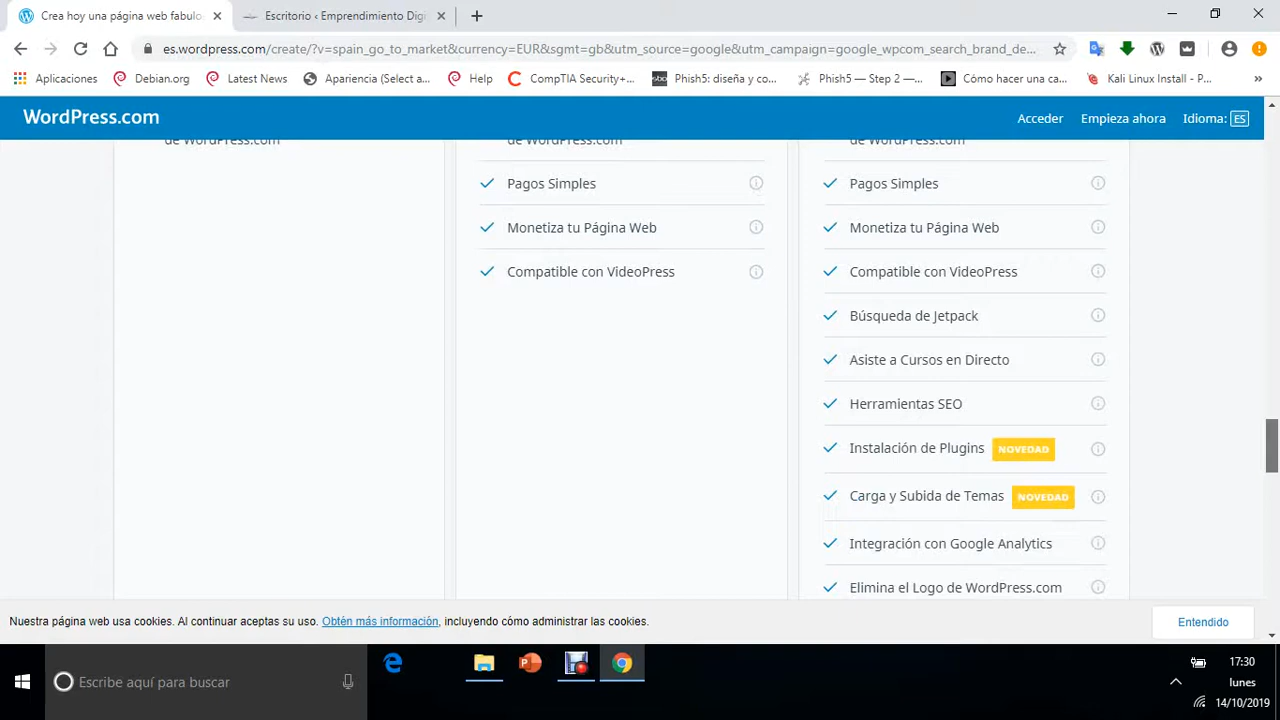 Crea hoy una página web fabulo
Escritorio ‹ Emprendimiento Digi
es.wordpress.com/create/?v=spain_go_to_market&currency=EUR&sgmt=gb&utm_source=google&utm_campaign=google_wpcom_search_brand_de...
Aplicaciones
Debian.org
Latest News
Apariencia (Select a...
Help
CompTIA Security+...
Phish5: diseña y co...
Phish5 — Step 2 —...
Cómo hacer una ca...
Kali Linux Install - P...
»
WordPress.com
Acceder
Empieza ahora
Idioma: ES
de WordPress.com
de WordPress.com
de WordPress.com
Pagos Simples
Monetiza tu Página Web
Compatible con VideoPress
Pagos Simples
Monetiza tu Página Web
Compatible con VideoPress
Búsqueda de Jetpack
Asiste a Cursos en Directo
Herramientas SEO
Instalación de Plugins NOVEDAD
Carga y Subida de Temas NOVEDAD
Integración con Google Analytics
Elimina el Logo de WordPress.com
Nuestra página web usa cookies. Al continuar aceptas su uso. Obtén más información, incluyendo cómo administrar las cookies.
Entendido
Escribe aquí para buscar
17:30
lunes
14/10/2019